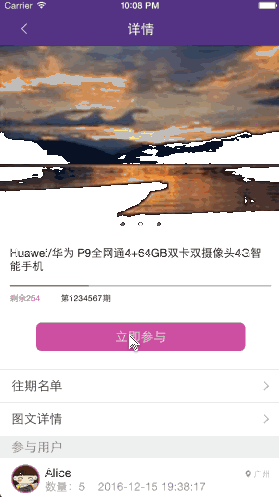 Carrier
10:08 PM
详情
Huawei/华为 P9全网通4+64GB双卡双摄像头4G智
能手机
剩余254
第1234567期
立即参与
往期名单
图文详情
参与用户
Alice
广州
数量：5
2016-12-15 19:38:17